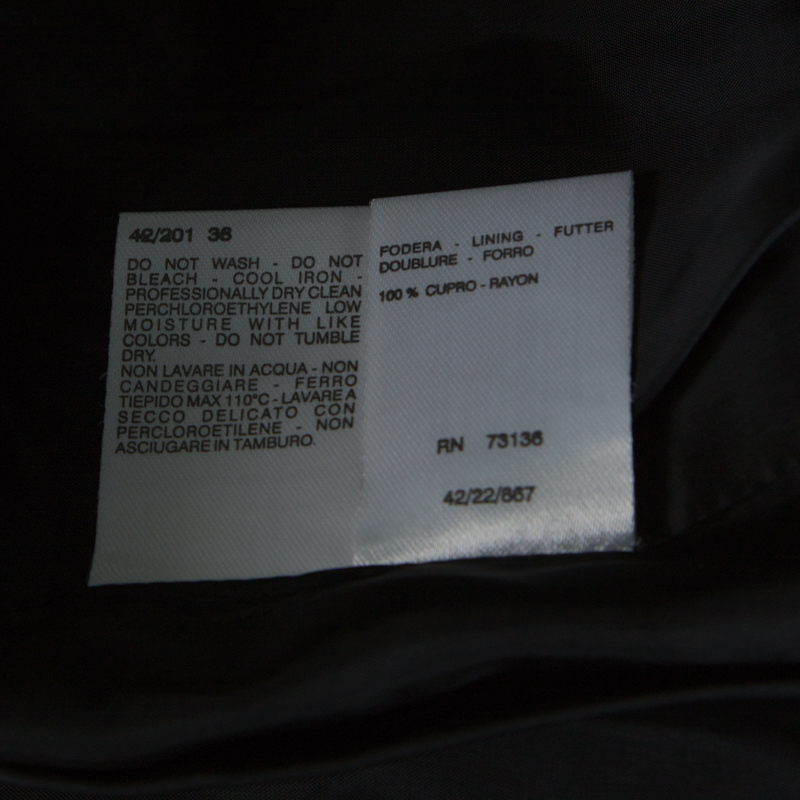 42/201 36
DO NOT WASH - DO NOT
BLEACH - COOL IRON -
PROFESSIONALLY DRY CLEAN
PERCHLOROETHYLENE LOW
MOISTURE WITH LIKE
COLORS - DO NOT TUMBLE
DRY.
NON LAVARE IN ACQUA - NON
CANDEGGIARE - FERRO
TIEPIDO MAX 110°C - LAVARE A
SECCO DELICATO CON
PERCLOROETILENE - NON
ASCIUGARE IN TAMBURO.
FODERA - LINING - FUTTER
DOUBLURE - FORRO
100 % CUPRO - RAYON
RN 73136
42/22/867